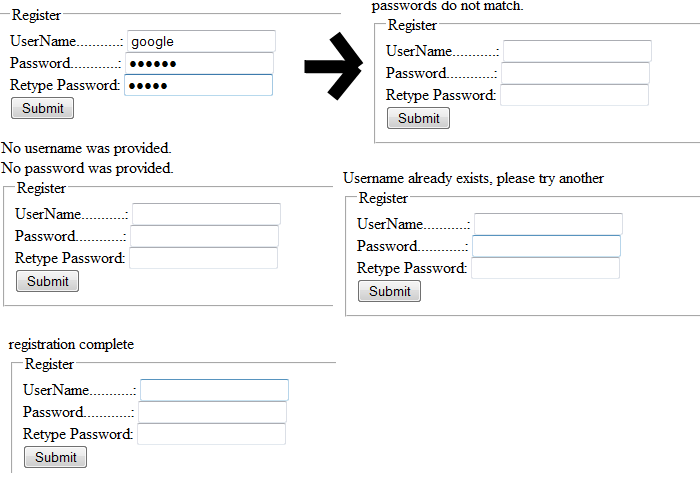 Register
UserName...........: google
Password............: ●●●●●●
Retype Password: ●●●●●
Submit
passwords do not match.
Register
UserName...........:
Password............:
Retype Password:
Submit
No username was provided.
No password was provided.
Register
UserName...........:
Password............:
Retype Password:
Submit
Username already exists, please try another
Register
UserName...........:
Password............:
Retype Password:
Submit
registration complete
Register
UserName...........:
Password............:
Retype Password:
Submit